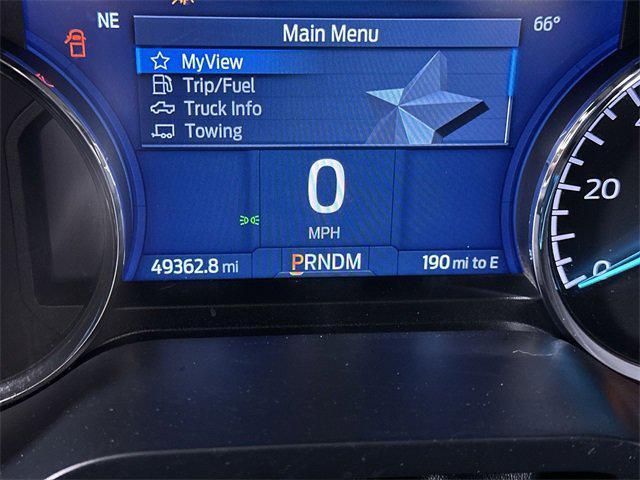 NE
66°
Main Menu
MyView
Trip/Fuel
Truck Info
Towing
0
MPH
49362.8 mi
PRNDM
190 mi to E
20
0